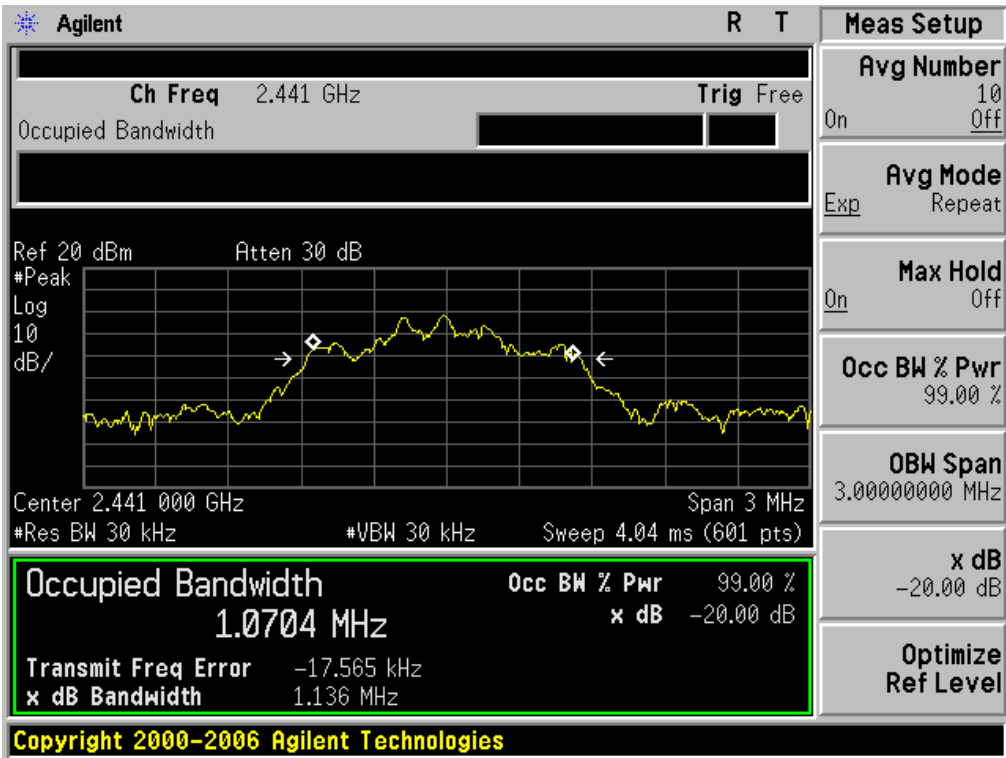 Agilent R T
Ch Freq 2.441 GHz Trig Free
Occupied Bandwidth
Ref 20 dBm Atten 30 dB
#Peak
Log
10
dB/
Center 2.441 000 GHz Span 3 MHz
#Res BW 30 kHz #VBW 30 kHz Sweep 4.04 ms (601 pts)
Occupied Bandwidth Occ BW % Pwr 99.00 %
1.0704 MHz x dB -20.00 dB
Transmit Freq Error -17.565 kHz
x dB Bandwidth 1.136 MHz
Copyright 2000-2006 Agilent Technologies
Meas Setup
Avg Number
10
On Off
Avg Mode
Exp Repeat
Max Hold
On Off
Occ BW % Pwr
99.00 %
OBW Span
3.00000000 MHz
x dB
-20.00 dB
Optimize
Ref Level